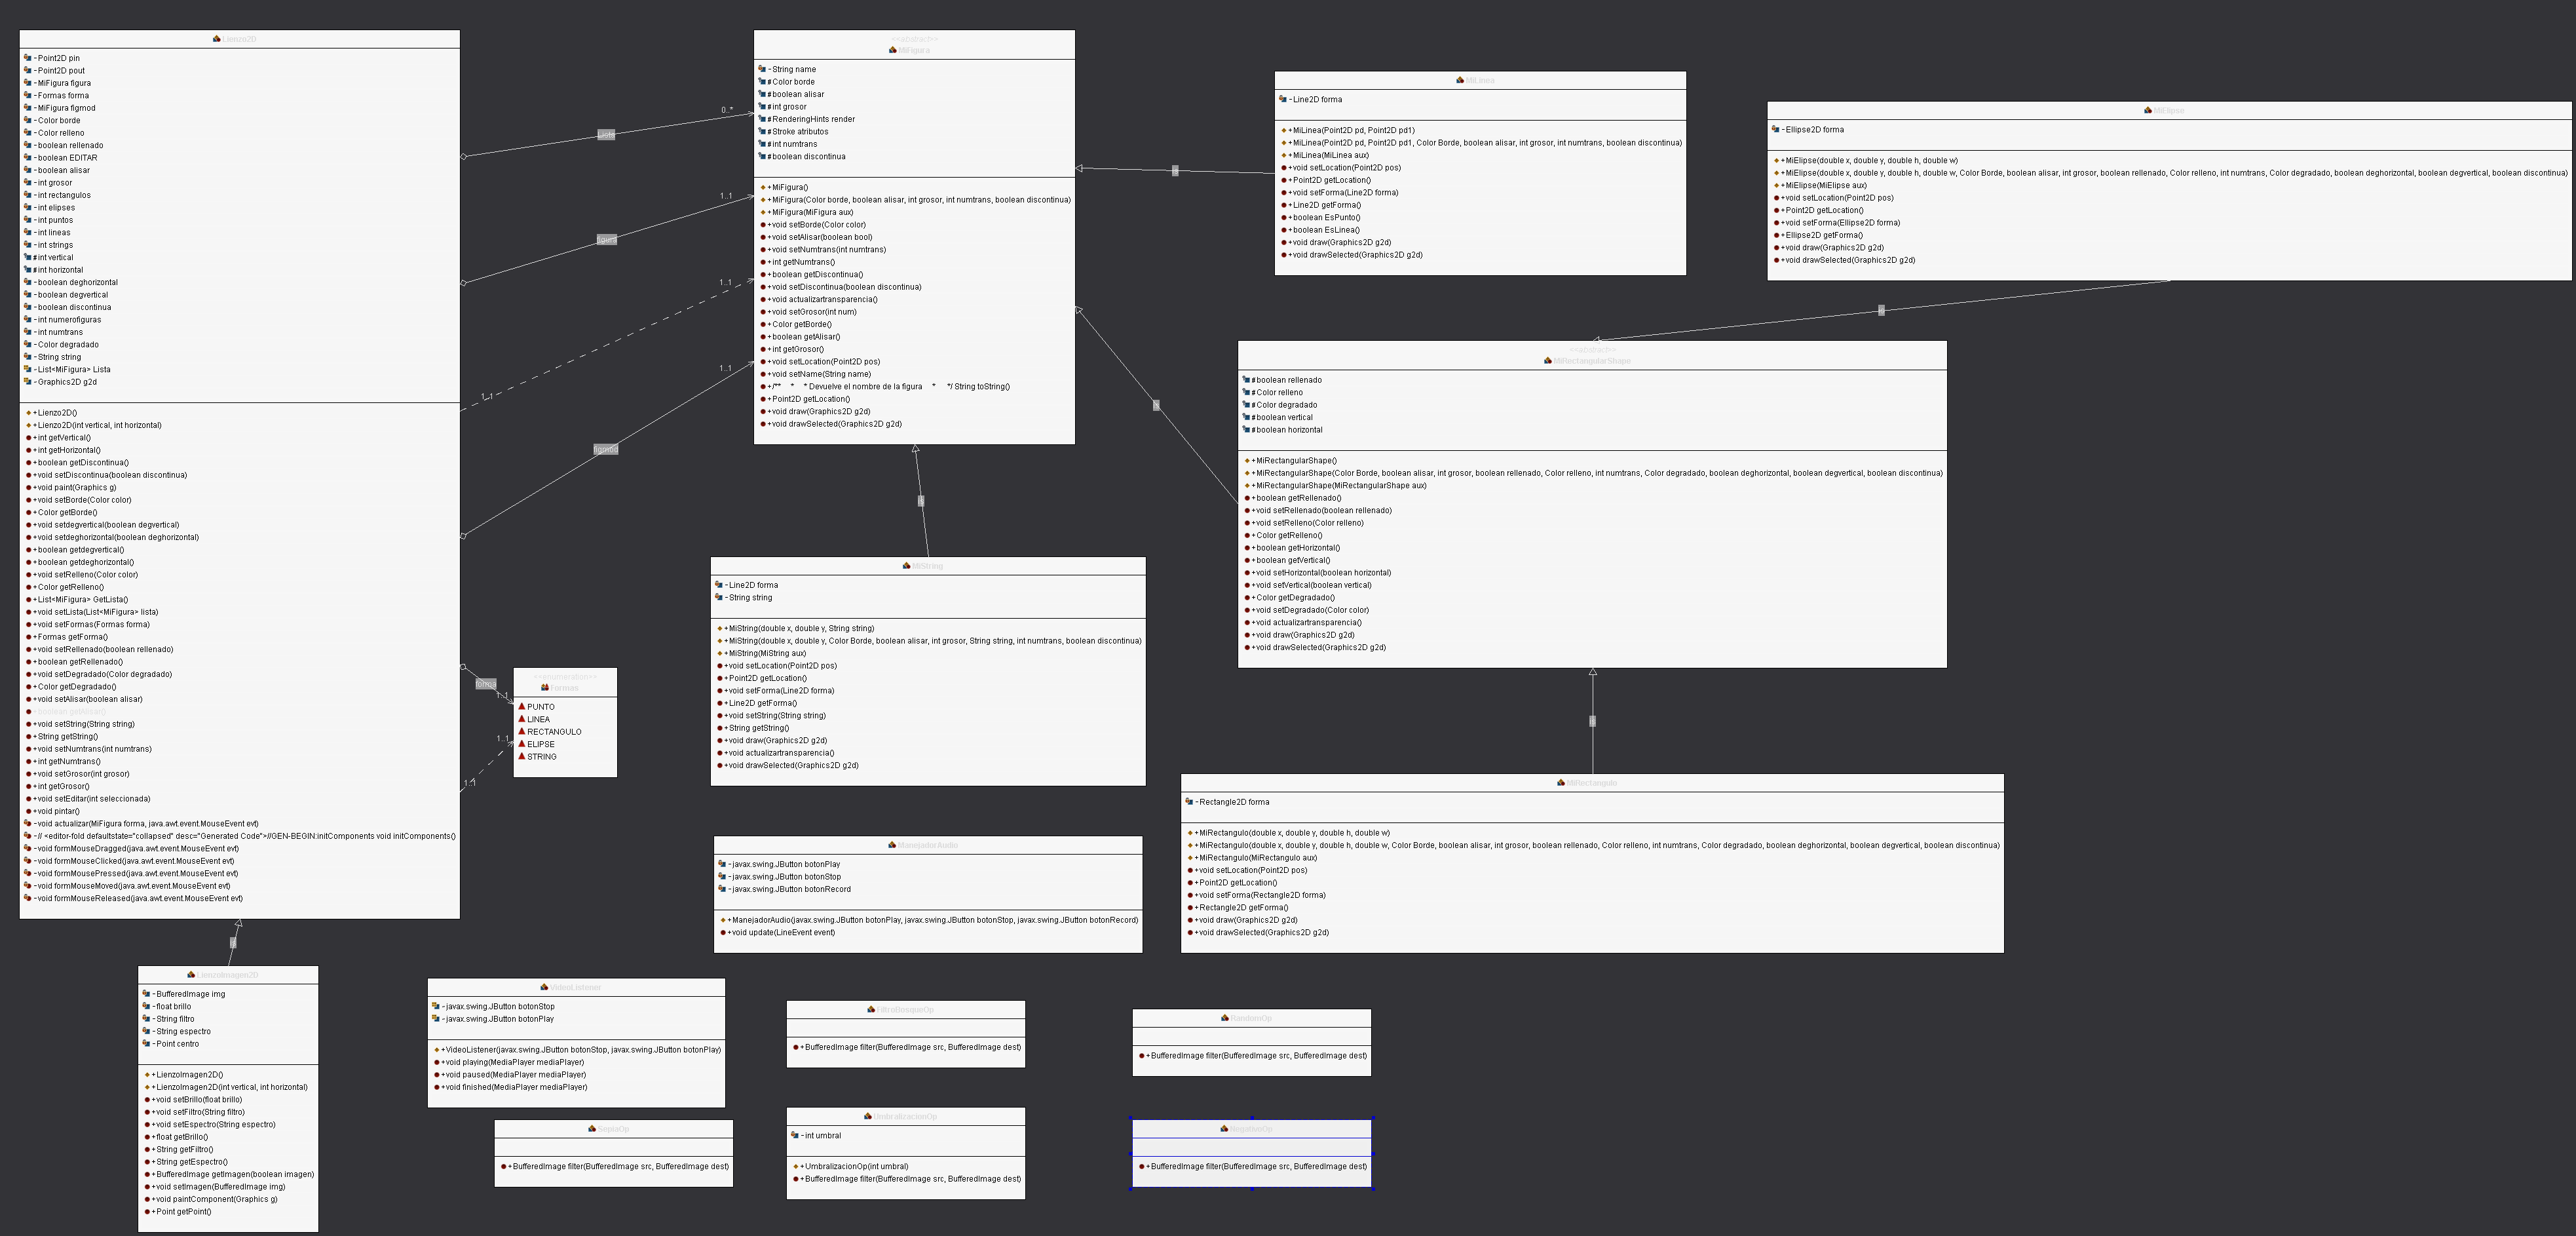 Lienzo2D
-Point2D pin
-Point2D pout
-MiFigura figura
-Formas forma
-MiFigura figmod
-Color borde
-Color relleno
-boolean rellenado
-boolean EDITAR
-boolean alisar
-int grosor
-int rectangulos
-int elipses
-int puntos
-int lineas
-int strings
#int vertical
#int horizontal
-boolean deghorizontal
-boolean degvertical
-boolean discontinua
-int numerofiguras
-int numtrans
-Color degradado
-String string
-List<MiFigura> Lista
-Graphics2D g2d
+Lienzo2D()
+Lienzo2D(int vertical, int horizontal)
+int getVertical()
+int getHorizontal()
+boolean getDiscontinua()
+void setDiscontinua(boolean discontinua)
+void paint(Graphics g)
+void setBorde(Color color)
+Color getBorde()
+void setdegvertical(boolean degvertical)
+void setdeghorizontal(boolean deghorizontal)
+boolean getdegvertical()
+boolean getdeghorizontal()
+void setRelleno(Color color)
+Color getRelleno()
+List<MiFigura> GetLista()
+void setLista(List<MiFigura> lista)
+void setFormas(Formas forma)
+Formas getForma()
+void setRellenado(boolean rellenado)
+boolean getRellenado()
+void setDegradado(Color degradado)
+Color getDegradado()
+void setAlisar(boolean alisar)
+void setString(String string)
+String getString()
+void setNumtrans(int numtrans)
+int getNumtrans()
+void setGrosor(int grosor)
+int getGrosor()
+void setEditar(int seleccionada)
+void pintar()
-void actualizar(MiFigura forma, java.awt.event.MouseEvent evt)
-// <editor-fold defaultstate="collapsed" desc="Generated Code">//GEN-BEGIN:initComponents void initComponents()
-void formMouseDragged(java.awt.event.MouseEvent evt)
-void formMouseClicked(java.awt.event.MouseEvent evt)
-void formMousePressed(java.awt.event.MouseEvent evt)
-void formMouseMoved(java.awt.event.MouseEvent evt)
-void formMouseReleased(java.awt.event.MouseEvent evt)
0..*
figura
1..1
1..1
1..1
figmod
1..1
forma
1..1
1..1
1..1
<<abstract>>
MiFigura
-String name
#Color borde
#boolean alisar
#int grosor
#RenderingHints render
#Stroke atributos
#int numtrans
#boolean discontinua
+MiFigura()
+MiFigura(Color borde, boolean alisar, int grosor, int numtrans, boolean discontinua)
+MiFigura(MiFigura aux)
+void setBorde(Color color)
+void setAlisar(boolean bool)
+void setNumtrans(int numtrans)
+int getNumtrans()
+boolean getDiscontinua()
+void setDiscontinua(boolean discontinua)
+void actualizartransparencia()
+void setGrosor(int num)
+Color getBorde()
+boolean getAlisar()
+int getGrosor()
+void setLocation(Point2D pos)
+void setName(String name)
+/** * * Devuelve el nombre de la figura * */ String toString()
+Point2D getLocation()
+void draw(Graphics2D g2d)
+void drawSelected(Graphics2D g2d)
MiLinea
-Line2D forma
+MiLinea(Point2D pd, Point2D pd1)
+MiLinea(Point2D pd, Point2D pd1, Color Borde, boolean alisar, int grosor, int numtrans, boolean discontinua)
+MiLinea(MiLinea aux)
+void setLocation(Point2D pos)
+Point2D getLocation()
+void setForma(Line2D forma)
+Line2D getForma()
+boolean EsPunto()
+boolean EsLinea()
+void draw(Graphics2D g2d)
+void drawSelected(Graphics2D g2d)
MiElipse
-Ellipse2D forma
+MiElipse(double x, double y, double h, double w)
+MiElipse(double x, double y, double h, double w, Color Borde, boolean alisar, int grosor, boolean rellenado, Color relleno, int numtrans, Color degradado, boolean deghorizontal, boolean degvertical, boolean discontinua)
+MiElipse(MiElipse aux)
+void setLocation(Point2D pos)
+Point2D getLocation()
+void setForma(Ellipse2D forma)
+Ellipse2D getForma()
+void draw(Graphics2D g2d)
+void drawSelected(Graphics2D g2d)
<<abstract>>
MiRectangularShape
#boolean rellenado
#Color relleno
#Color degradado
#boolean vertical
#boolean horizontal
+MiRectangularShape()
+MiRectangularShape(Color Borde, boolean alisar, int grosor, boolean rellenado, Color relleno, int numtrans, Color degradado, boolean deghorizontal, boolean degvertical, boolean discontinua)
+MiRectangularShape(MiRectangularShape aux)
+boolean getRellenado()
+void setRellenado(boolean rellenado)
+void setRelleno(Color relleno)
+Color getRelleno()
+boolean getHorizontal()
+boolean getVertical()
+void setHorizontal(boolean horizontal)
+void setVertical(boolean vertical)
+Color getDegradado()
+void setDegradado(Color color)
+void actualizartransparencia()
+void draw(Graphics2D g2d)
+void drawSelected(Graphics2D g2d)
MiString
-Line2D forma
-String string
+MiString(double x, double y, String string)
+MiString(double x, double y, Color Borde, boolean alisar, int grosor, String string, int numtrans, boolean discontinua)
+MiString(MiString aux)
+void setLocation(Point2D pos)
+Point2D getLocation()
+void setForma(Line2D forma)
+Line2D getForma()
+void setString(String string)
+String getString()
+void draw(Graphics2D g2d)
+void actualizartransparencia()
+void drawSelected(Graphics2D g2d)
<<enumeration>>
Formas
PUNTO
LINEA
RECTANGULO
ELIPSE
STRING
MiRectangulo
-Rectangle2D forma
+MiRectangulo(double x, double y, double h, double w)
+MiRectangulo(double x, double y, double h, double w, Color Borde, boolean alisar, int grosor, boolean rellenado, Color relleno, int numtrans, Color degradado, boolean deghorizontal, boolean degvertical, boolean discontinua)
+MiRectangulo(MiRectangulo aux)
+void setLocation(Point2D pos)
+Point2D getLocation()
+void setForma(Rectangle2D forma)
+Rectangle2D getForma()
+void draw(Graphics2D g2d)
+void drawSelected(Graphics2D g2d)
ManejadorAudio
-javax.swing.JButton botonPlay
-javax.swing.JButton botonStop
-javax.swing.JButton botonRecord
+ManejadorAudio(javax.swing.JButton botonPlay, javax.swing.JButton botonStop, javax.swing.JButton botonRecord)
+void update(LineEvent event)
LienzoImagen2D
-BufferedImage img
-float brillo
-String filtro
-String espectro
-Point centro
+LienzoImagen2D()
+LienzoImagen2D(int vertical, int horizontal)
+void setBrillo(float brillo)
+void setFiltro(String filtro)
+void setEspectro(String espectro)
+float getBrillo()
+String getFiltro()
+String getEspectro()
+BufferedImage getImagen(boolean imagen)
+void setImagen(BufferedImage img)
+void paintComponent(Graphics g)
+Point getPoint()
VideoListener
-javax.swing.JButton botonStop
-javax.swing.JButton botonPlay
+VideoListener(javax.swing.JButton botonStop, javax.swing.JButton botonPlay)
+void playing(MediaPlayer mediaPlayer)
+void paused(MediaPlayer mediaPlayer)
+void finished(MediaPlayer mediaPlayer)
FiltroBosqueOp
+BufferedImage filter(BufferedImage src, BufferedImage dest)
RandomOp
+BufferedImage filter(BufferedImage src, BufferedImage dest)
SepiaOp
+BufferedImage filter(BufferedImage src, BufferedImage dest)
UmbralizacionOp
-int umbral
+UmbralizacionOp(int umbral)
+BufferedImage filter(BufferedImage src, BufferedImage dest)
NegativoOp
+BufferedImage filter(BufferedImage src, BufferedImage dest)